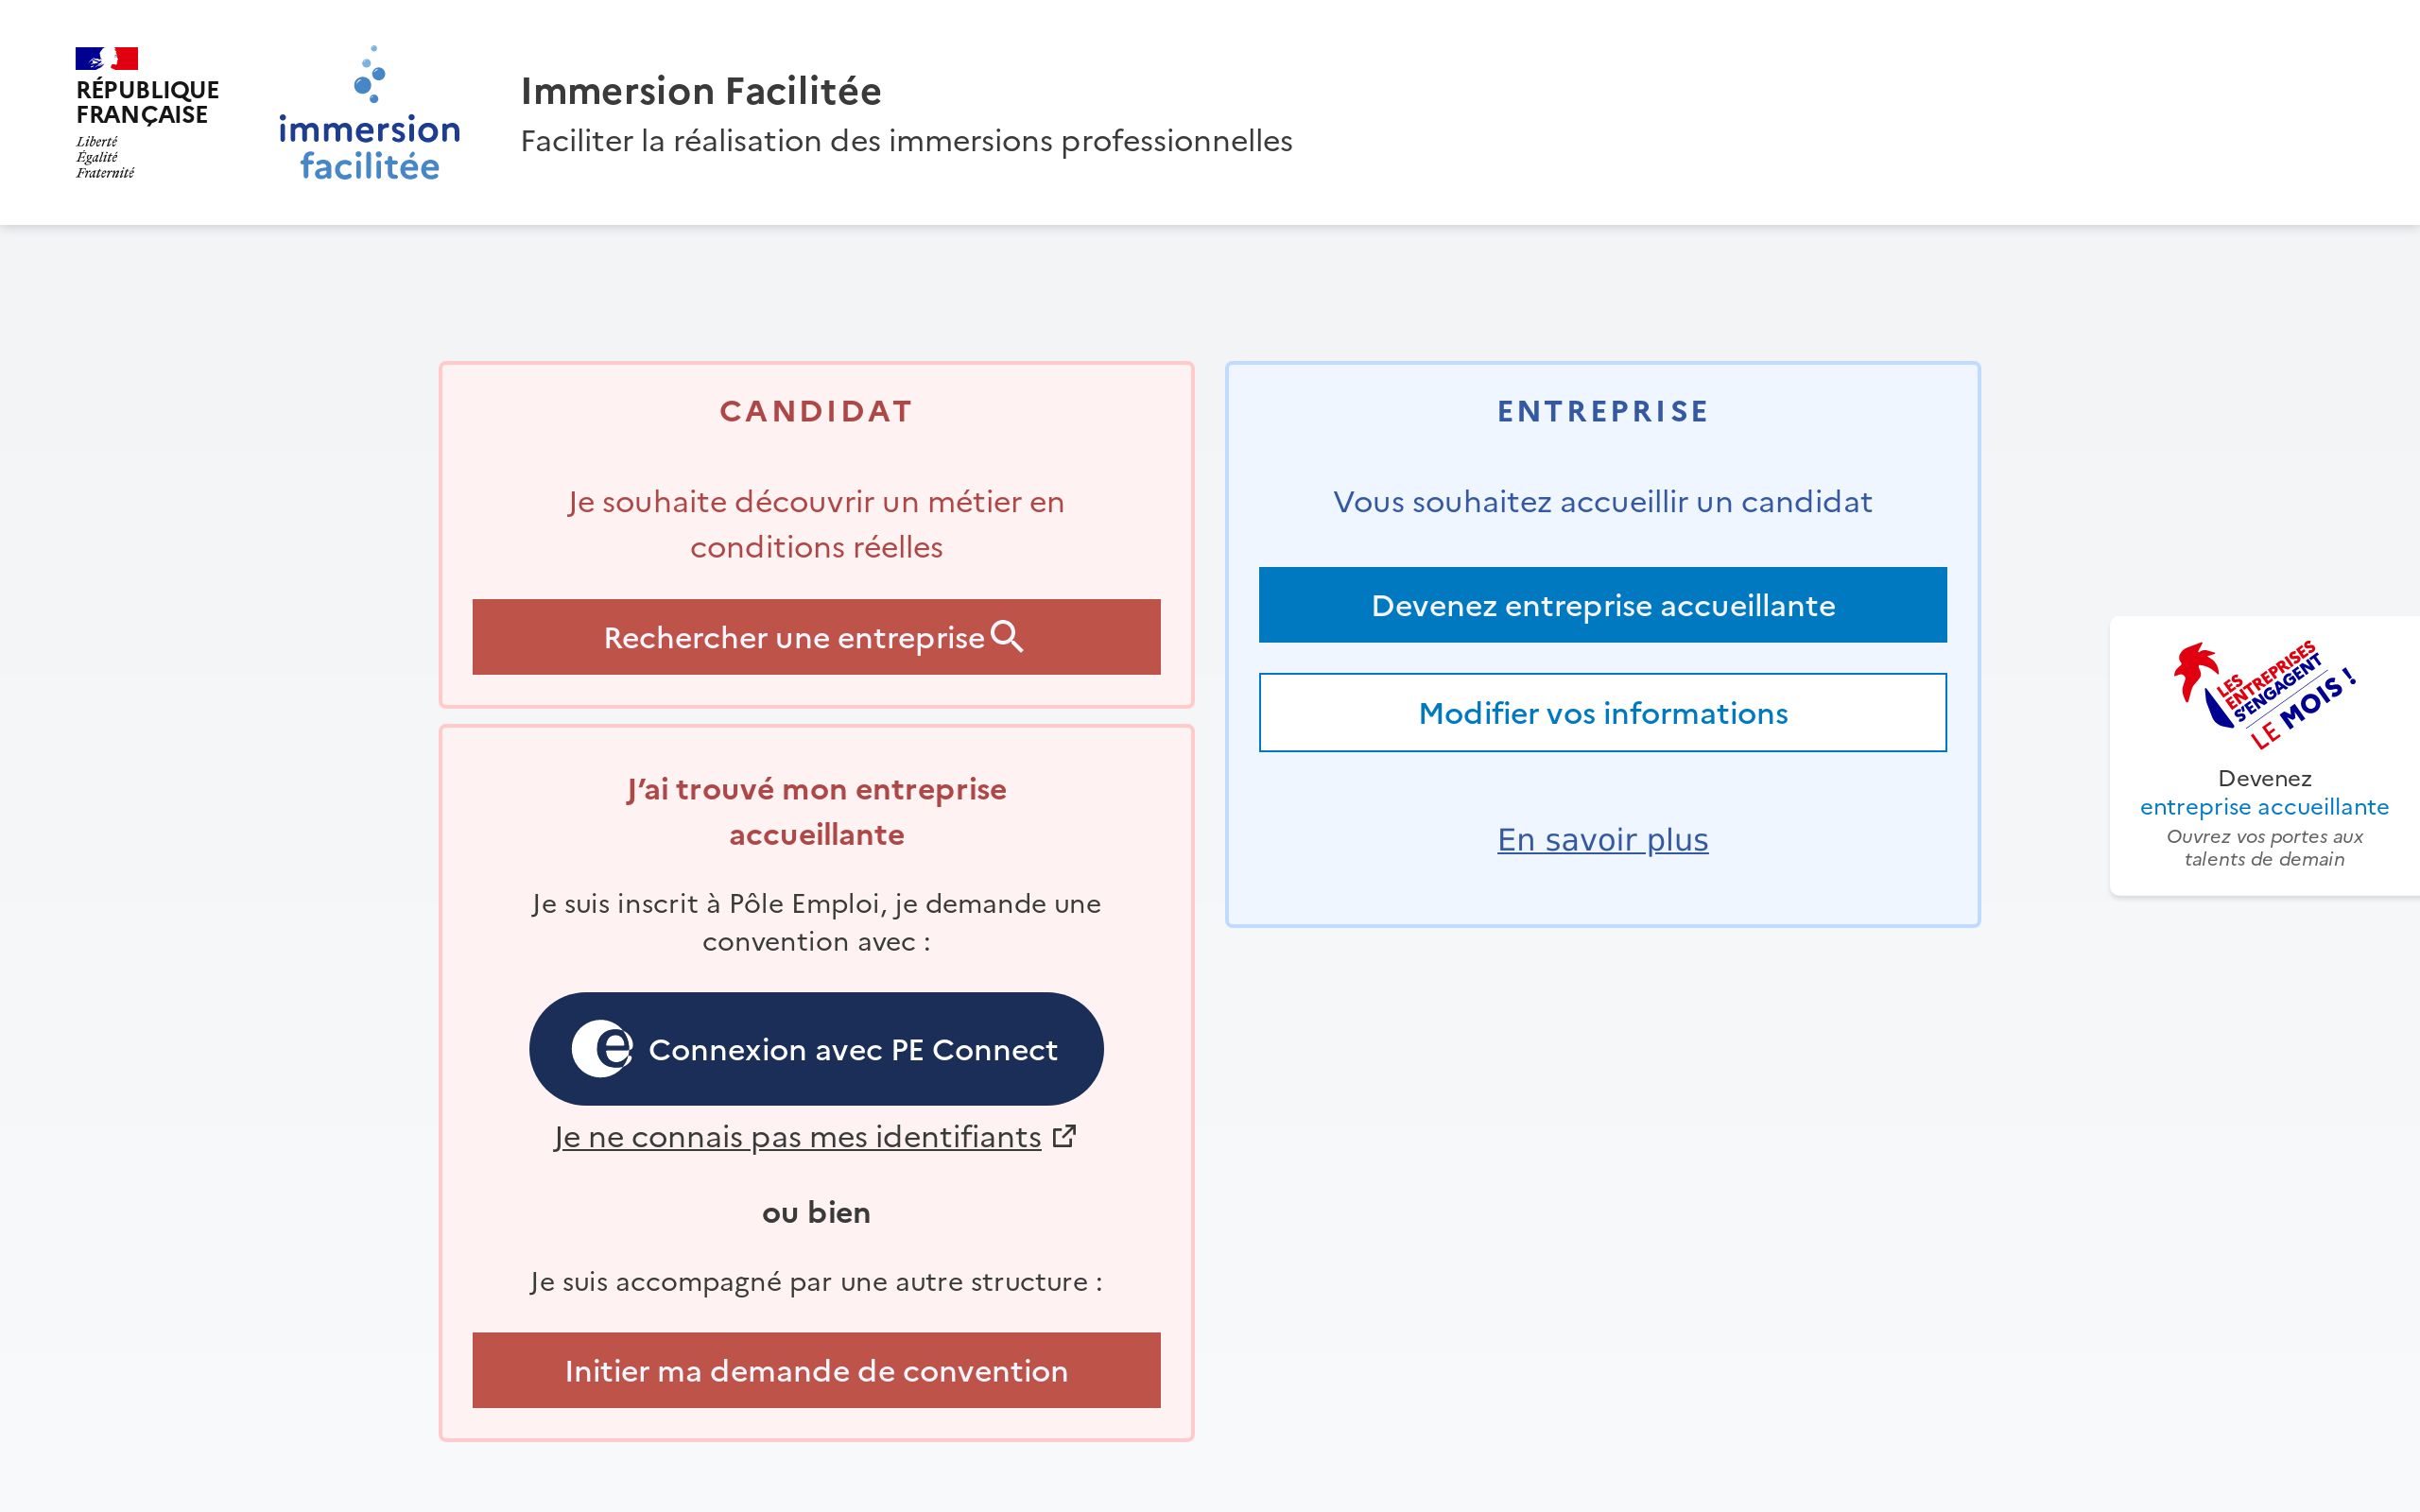 RÉPUBLIQUE
FRANÇAISE
Liberté
Égalité
Fraternité
immersion
facilitée
Immersion Facilitée
Faciliter la réalisation des immersions professionnelles
CANDIDAT
Je souhaite découvrir un métier en
conditions réelles
Rechercher une entreprise
J’ai trouvé mon entreprise
accueillante
Je suis inscrit à Pôle Emploi, je demande une
convention avec :
e Connexion avec PE Connect
Je ne connais pas mes identifiants
ou bien
Je suis accompagné par une autre structure :
Initier ma demande de convention
ENTREPRISE
Vous souhaitez accueillir un candidat
Devenez entreprise accueillante
Modifier vos informations
En savoir plus
LES
ENTREPRISES
S'ENGAGENT
LE MOIS !
Devenez
entreprise accueillante
Ouvrez vos portes aux
talents de demain